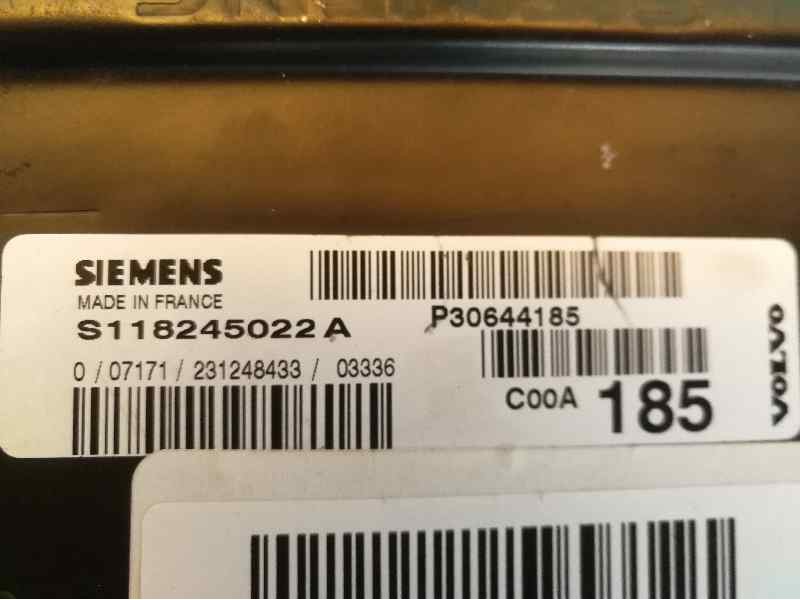 SIEMENS
MADE IN FRANCE
S118245022 A
P30644185
0 / 07171 / 231248433 / 03336
C00A 185
VOLVO